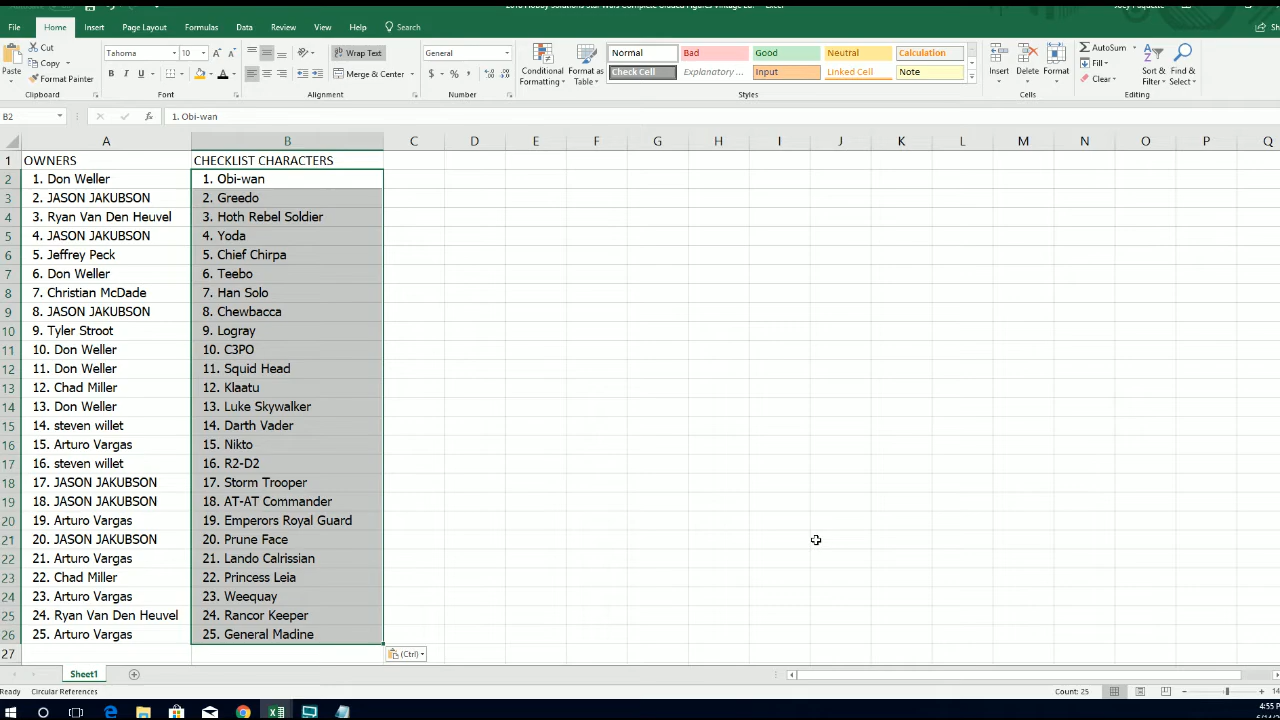 File Home Insert Page Layout Formulas Data Review View Help Search
Cut
Copy
Format Painter
Paste
Clipboard
Tahoma 10
Font
Wrap Text
Merge & Center
Alignment
General
Number
Conditional Formatting
Format as Table
Normal Bad Good Neutral Calculation
Check Cell Explanatory ... Input Linked Cell Note
Styles
Insert Delete Format
Cells
AutoSum
Fill
Clear
Sort & Filter
Find & Select
Editing
B2 1. Obi-wan
A B C D E F G H I J K L M N O P Q
1 OWNERS CHECKLIST CHARACTERS
2 1. Don Weller 1. Obi-wan
3 2. JASON JAKUBSON 2. Greedo
4 3. Ryan Van Den Heuvel 3. Hoth Rebel Soldier
5 4. JASON JAKUBSON 4. Yoda
6 5. Jeffrey Peck 5. Chief Chirpa
7 6. Don Weller 6. Teebo
8 7. Christian McDade 7. Han Solo
9 8. JASON JAKUBSON 8. Chewbacca
10 9. Tyler Stroot 9. Logray
11 10. Don Weller 10. C3PO
12 11. Don Weller 11. Squid Head
13 12. Chad Miller 12. Klaatu
14 13. Don Weller 13. Luke Skywalker
15 14. steven willet 14. Darth Vader
16 15. Arturo Vargas 15. Nikto
17 16. steven willet 16. R2-D2
18 17. JASON JAKUBSON 17. Storm Trooper
19 18. JASON JAKUBSON 18. AT-AT Commander
20 19. Arturo Vargas 19. Emperors Royal Guard
21 20. JASON JAKUBSON 20. Prune Face
22 21. Arturo Vargas 21. Lando Calrissian
23 22. Chad Miller 22. Princess Leia
24 23. Arturo Vargas 23. Weequay
25 24. Ryan Van Den Heuvel 24. Rancor Keeper
26 25. Arturo Vargas 25. General Madine
27
(Ctrl)
Sheet1
Circular References Count: 25
4:55 P